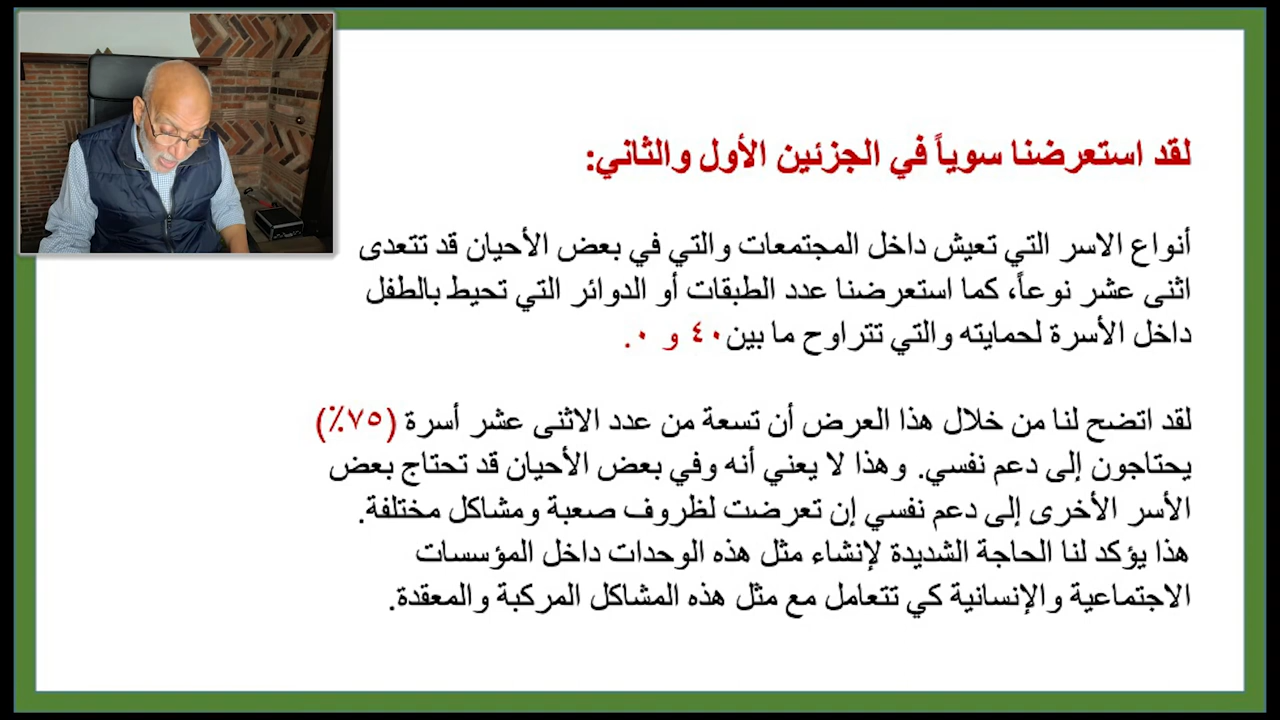 لقد استعرضنا سوياً في الجزئين الأول والثاني:
أنواع الاسر التي تعيش داخل المجتمعات والتي في بعض الأحيان قد تتعدى
اثنى عشر نوعاً، كما استعرضنا عدد الطبقات أو الدوائر التي تحيط بالطفل
داخل الأسرة لحمايته والتي تتراوح ما بين٤٠ و ٠.
لقد اتضح لنا من خلال هذا العرض أن تسعة من عدد الاثنى عشر أسرة (٧٥٪)
يحتاجون إلى دعم نفسي. وهذا لا يعني أنه وفي بعض الأحيان قد تحتاج بعض
الأسر الأخرى إلى دعم نفسي إن تعرضت لظروف صعبة ومشاكل مختلفة.
هذا يؤكد لنا الحاجة الشديدة لإنشاء مثل هذه الوحدات داخل المؤسسات
الاجتماعية والإنسانية كي تتعامل مع مثل هذه المشاكل المركبة والمعقدة.